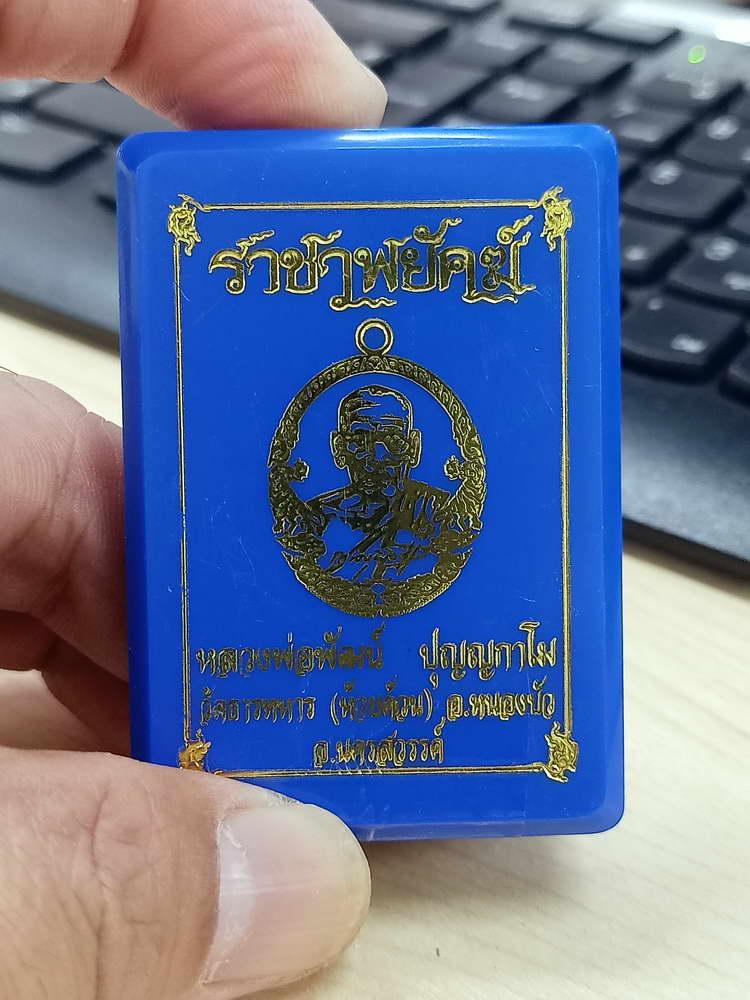 ราชาพยัคฆ์
หลวงพ่อพัฒน์ ปุญญกาโม
วัดธารทหาร (ห้วยด้วน) อ.หนองบัว
จ.นครสวรรค์